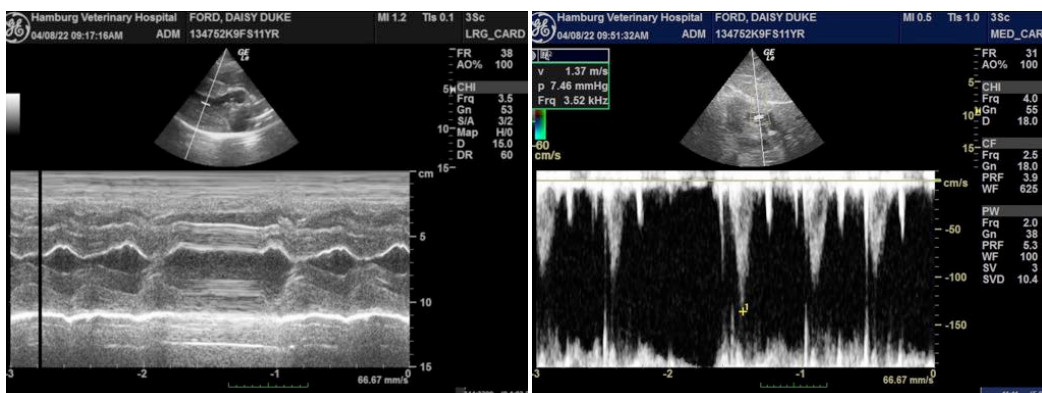 Hamburg Veterinary Hospital FORD, DAISY DUKE MI 1.2 TIs 0.1 3Sc
04/08/22 09:17:16AM ADM 134752K9FS11YR LRG_CARD
FR 38
AO% 100
CHI
Frq 3.5
Gn 53
S/A 3/2
Map H/0
D 15.0
DR 60
5
10
15
cm
5
10
15
-2
-1
0
66.67 mm/s
Hamburg Veterinary Hospital FORD, DAISY DUKE MI 0.5 TIs 1.0 3Sc
04/08/22 09:51:32AM ADM 134752K9FS11YR MED_CAR
v 1.37 m/s
p 7.46 mmHg
Frq 3.52 kHz
-60
cm/s
FR 31
AO% 100
CHI
Frq 4.0
Gn 55
D 18.0
CF
Frq 2.5
Gn 18.0
PRF 3.9
WF 625
PW
Frq 2.0
Gn 38
PRF 5.3
WF 100
SV 3
SVD 10.4
5
10
15
cm/s
-50
-100
-150
1
-3
-2
-1
0
66.67 mm/s